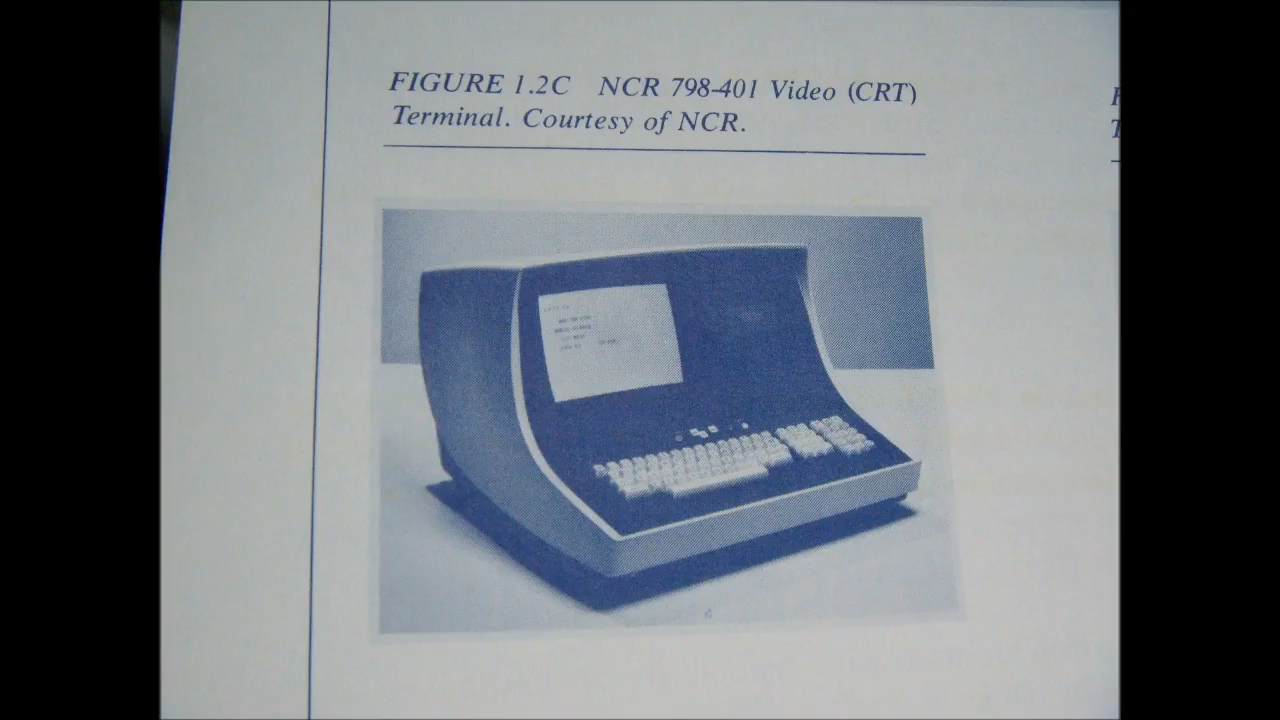 FIGURE 1.2C NCR 798-401 Video (CRT)
Terminal. Courtesy of NCR.